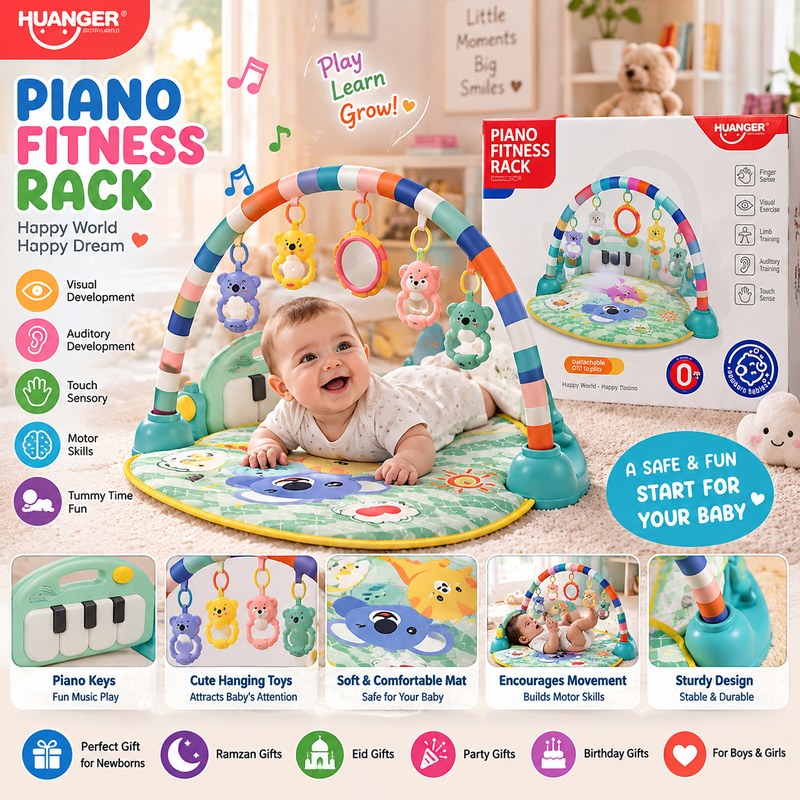 HUANGER®
PIANO
FITNESS
RACK
Happy World
Happy Dream
Play
Learn
Grow!
Little
Moments
Big
Smiles
Visual
Development
Auditory
Development
Touch
Sensory
Motor
Skills
Tummy Time
Fun
HUANGER®
PIANO
FITNESS
RACK
Finger
Sense
Visual
Exercise
Limb
Training
Auditory
Training
Touch
Sense
to play
Happy World - Happy
0
A SAFE & FUN
START FOR
YOUR BABY
Piano Keys
Fun Music Play
Cute Hanging Toys
Attracts Baby's Attention
Soft & Comfortable Mat
Safe for Your Baby
Encourages Movement
Builds Motor Skills
Sturdy Design
Stable & Durable
Perfect Gift
for Newborns
Ramzan Gifts
Eid Gifts
Party Gifts
Birthday Gifts
For Boys & Girls